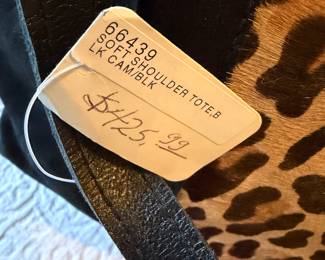 66439
SOFT SHOULDER TOTE,B
LK CAM/BLK
$425.99